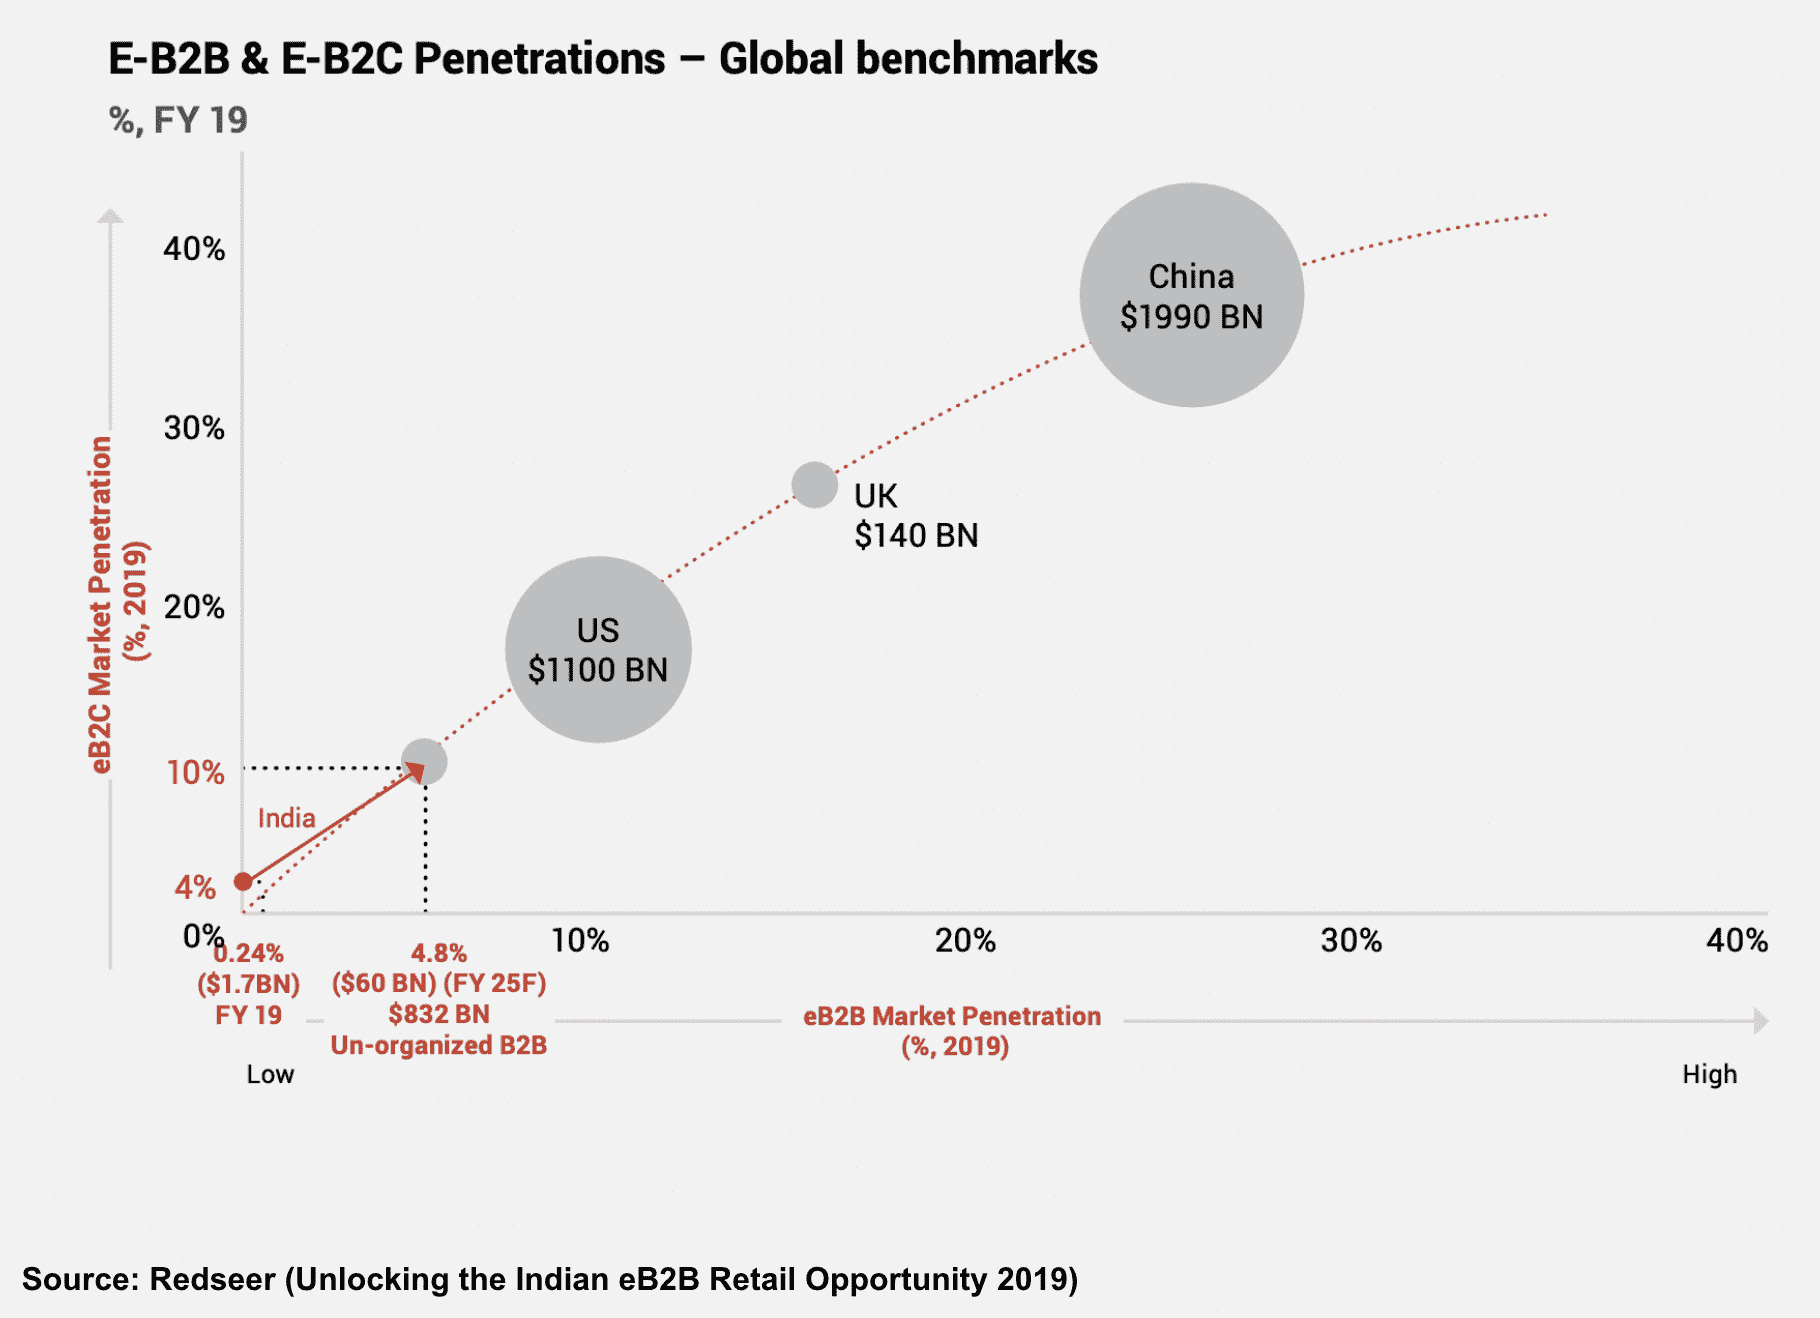 E-B2B & E-B2C Penetrations – Global benchmarks
%, FY 19
eB2C Market Penetration
(%, 2019)
40%
30%
20%
10%
4%
0%
China
$1990 BN
UK
$140 BN
US
$1100 BN
India
10%
20%
30%
40%
0.24%
($1.7BN)
FY 19
4.8%
($60 BN) (FY 25F)
$832 BN
Un-organized B2B
eB2B Market Penetration
(%, 2019)
Low
High
Source: Redseer (Unlocking the Indian eB2B Retail Opportunity 2019)